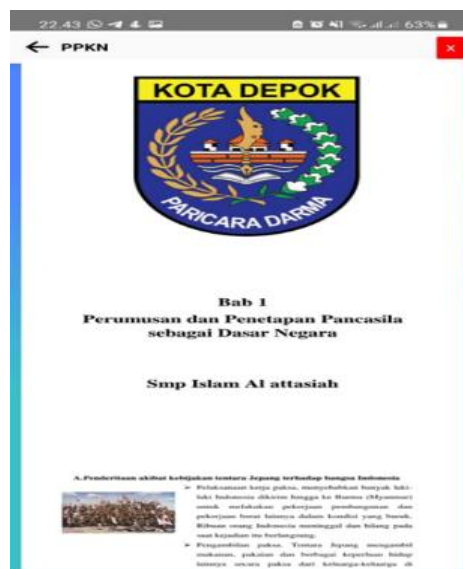 22.43
63%
← PPKN
×
KOTA DEPOK
PARICARA DARMA
Bab 1
Perumusan dan Penetapan Pancasila
sebagai Dasar Negara
Smp Islam Al attasiah
A.Penderitaan akibat kebijakan tentara Jepang terhadap bangsa Indonesia
➢ Pelaksanaan kerja paksa, menyebabkan banyak laki-
laki Indonesia dikirim hingga ke Burma (Myanmar)
untuk melakukan pekerjaan pembangunan dan
pekerjaan berat lainnya dalam kondisi yang buruk.
Ribuan orang Indonesia meninggal dan hilang pada
saat kejadian itu berlangsung.
➢ Pengambilan paksa. Tentara Jepang mengambil
makanan, pakaian dan berbagai keperluan hidup
lainnya secara paksa dari keluarga-keluarga di